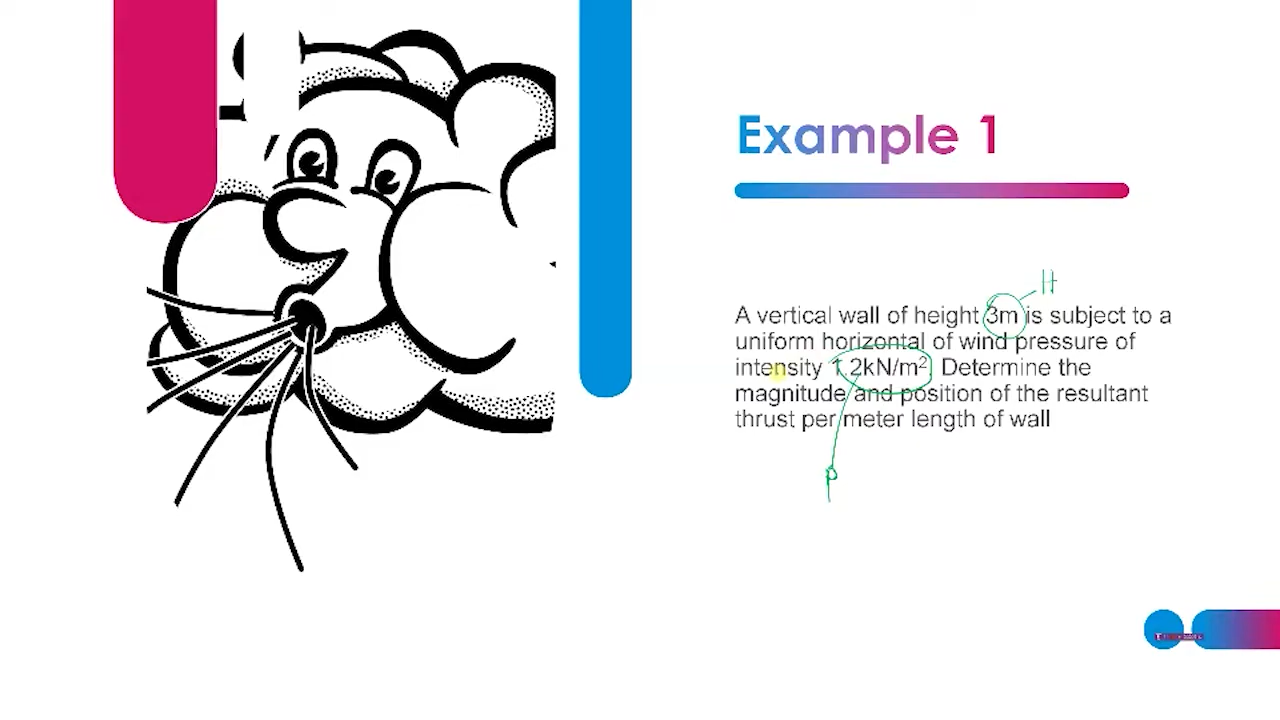 Example 1
H
A vertical wall of height 3m is subject to a
uniform horizontal of wind pressure of
intensity 1.2kN/m². Determine the
magnitude and position of the resultant
thrust per meter length of wall
p